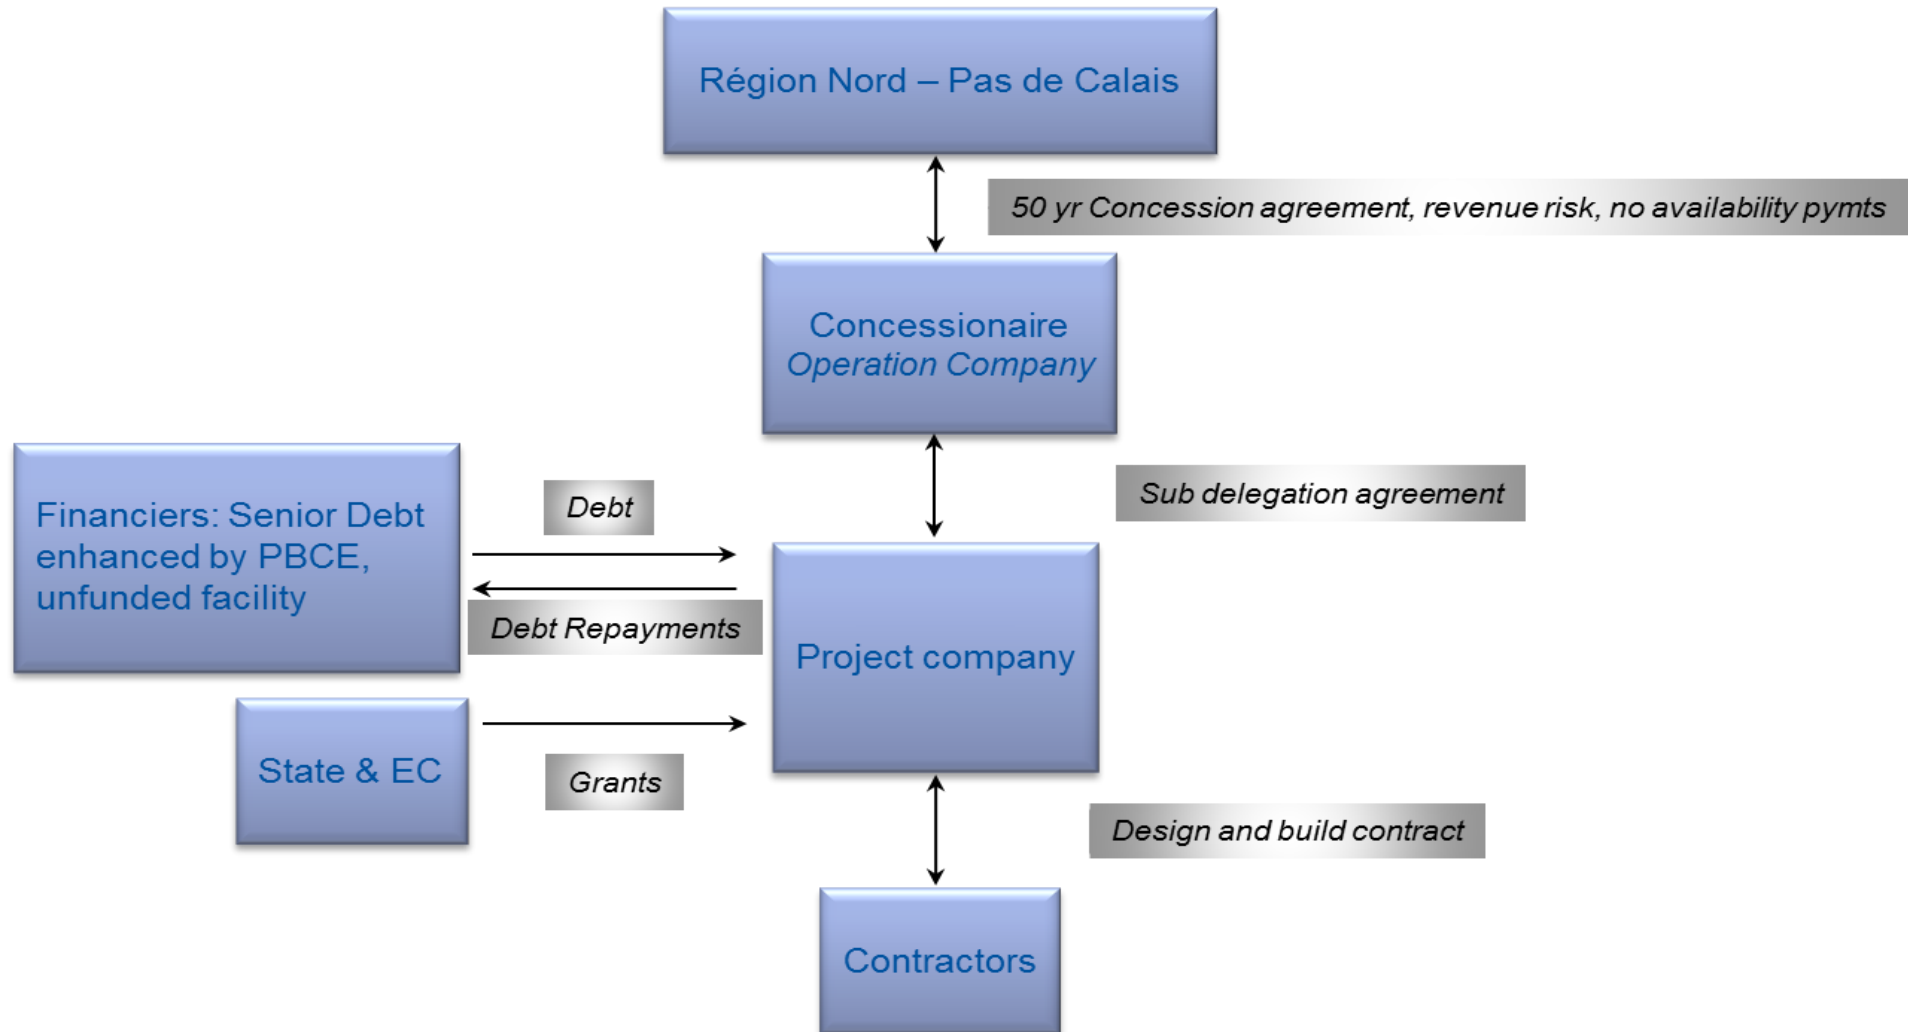 Région Nord – Pas de Calais
50 yr Concession agreement, revenue risk, no availability pymts
Concessionaire
Operation Company
Sub delegation agreement
Financiers: Senior Debt
enhanced by PBCE,
unfunded facility
Debt
Debt Repayments
Project company
State & EC
Grants
Design and build contract
Contractors